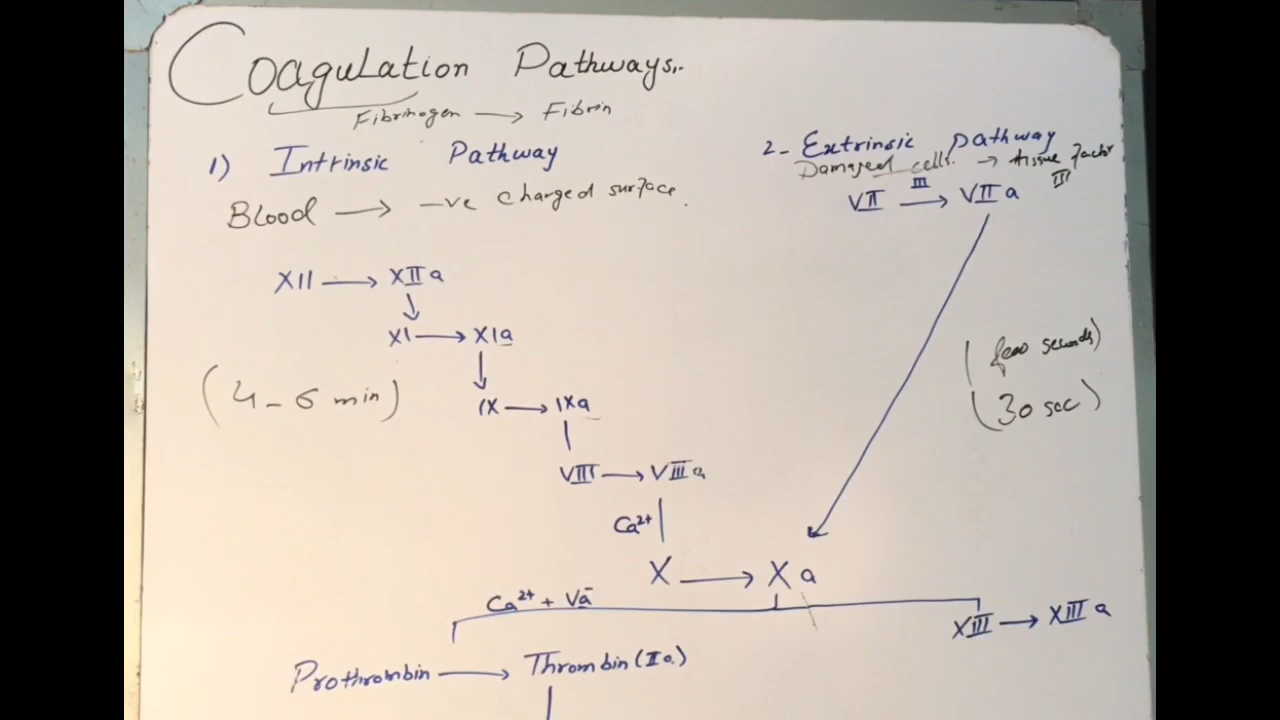 Coagulation Pathways.
Fibrinogen → Fibrin
1) Intrinsic Pathway
Blood → -ve charged surface.
XII → XIIa
XI → XIa
(4-6 min)
IX → IXa
VIII → VIIIa
Ca²⁺
X → Xa
Ca²⁺ + Va
Prothrombin → Thrombin (IIa)
2- Extrinsic Pathway
Damaged cells. → tissue factor
III
III
VII → VIIa
(few seconds)
(30 sec)
XIII → XIIIa